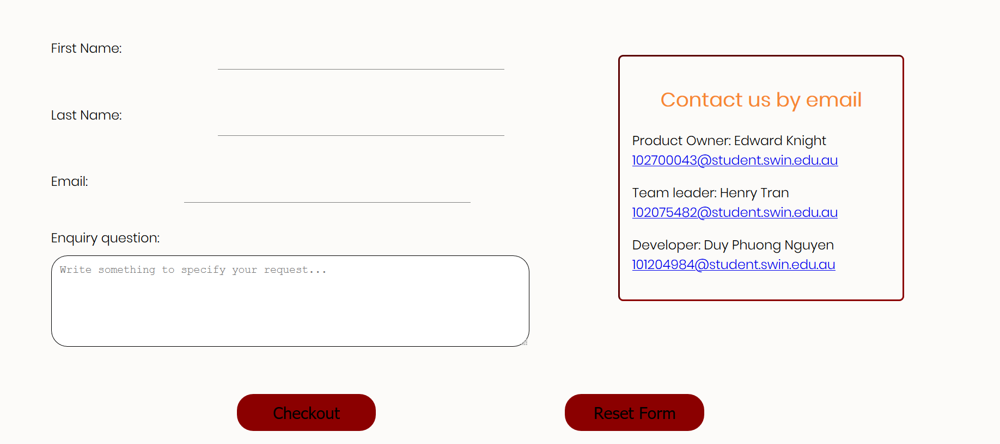 First Name:
Last Name:
Email:
Enquiry question:
Write something to specify your request...
Contact us by email
Product Owner: Edward Knight
102700043@student.swin.edu.au
Team leader: Henry Tran
102075482@student.swin.edu.au
Developer: Duy Phuong Nguyen
101204984@student.swin.edu.au
Checkout
Reset Form